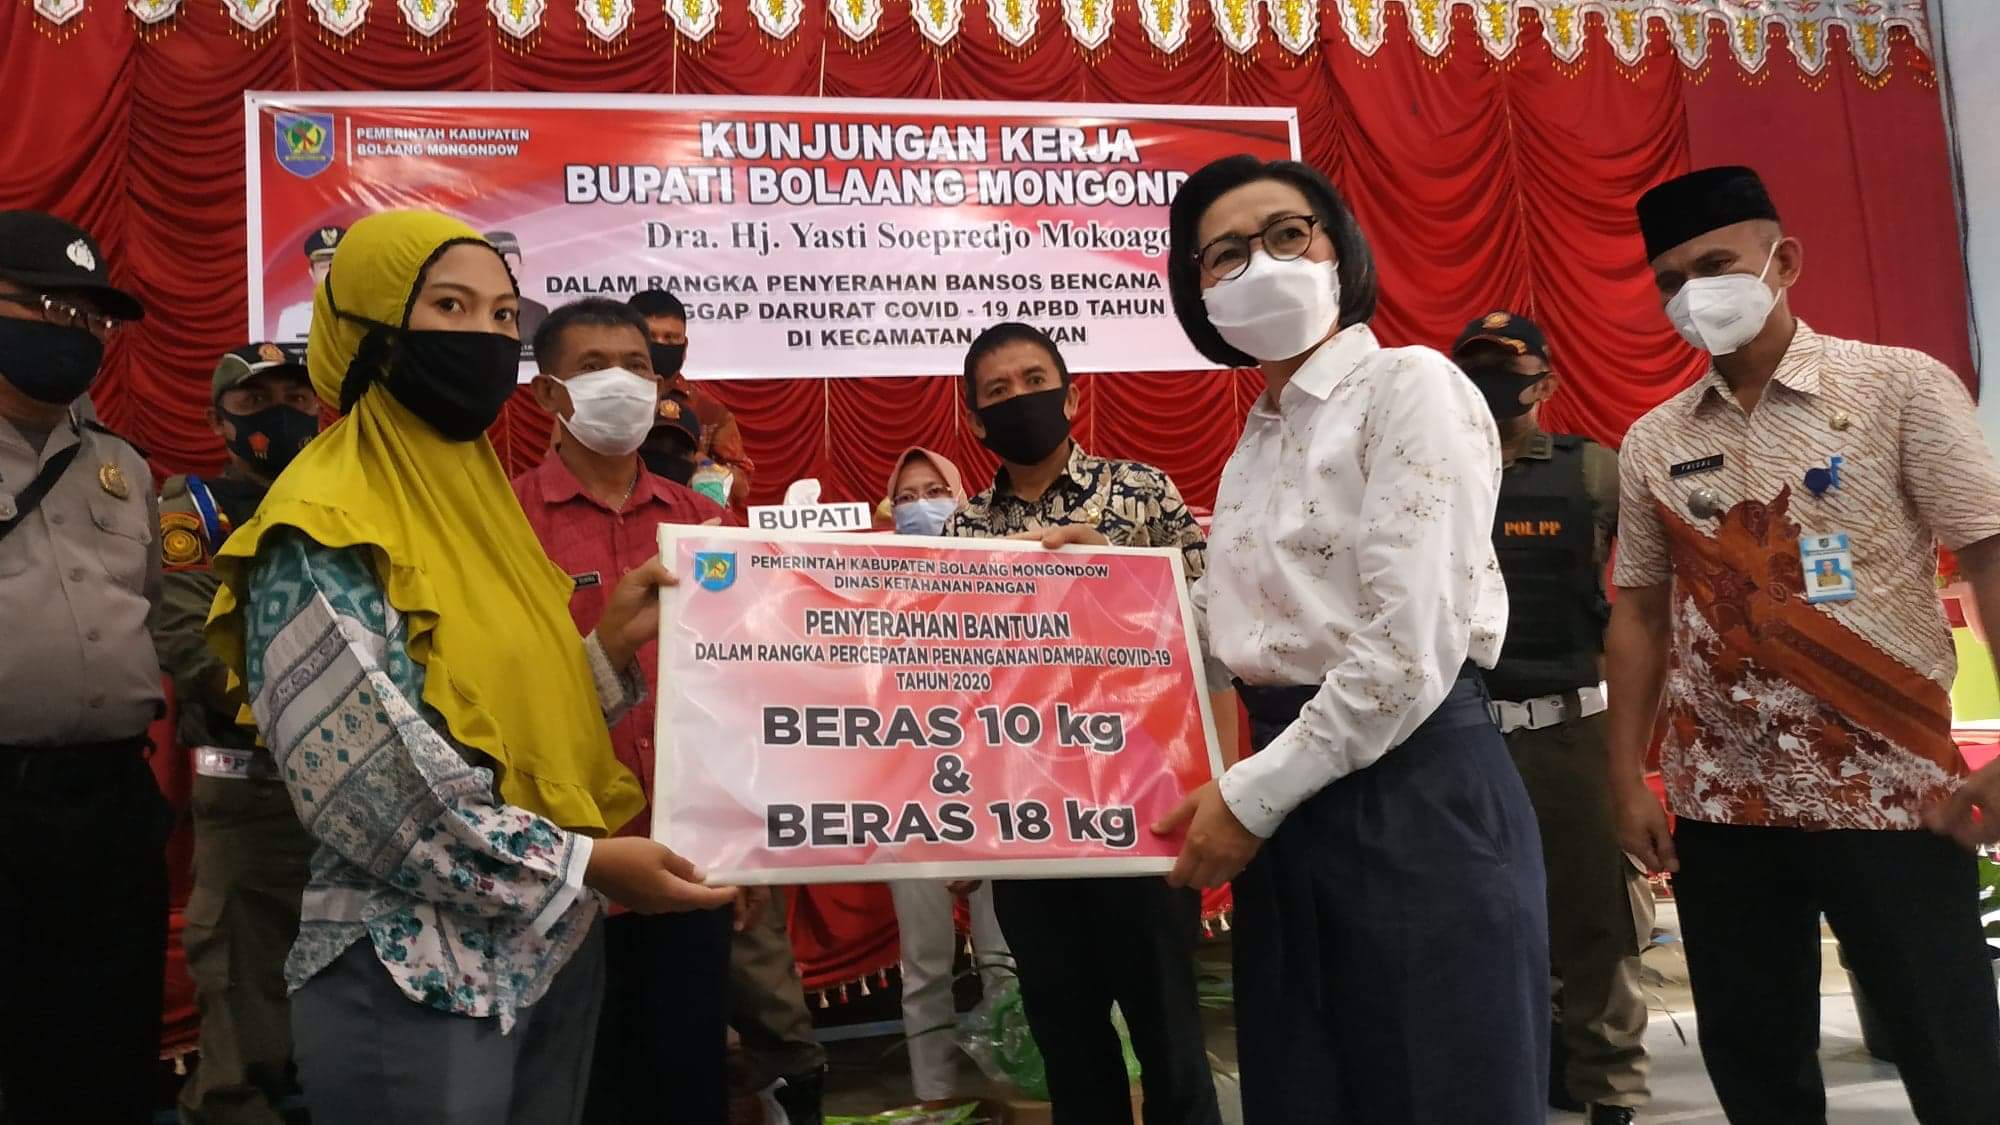 PEMERINTAH KABUPATEN
BOLAANG MONGONDOW
KUNJUNGAN KERJA
BUPATI BOLAANG MONGOND
Dra. Hj. Yasti Soepredjo Mokoago
DALAM RANGKA PENYERAHAN BANSOS BENCANA
GGAP DARURAT COVID - 19 APBD TAHUN
DI KECAMATAN YAN
BUPATI
PEMERINTAH KABUPATEN BOLAANG MONGONDOW
DINAS KETAHANAN PANGAN
PENYERAHAN BANTUAN
DALAM RANGKA PERCEPATAN PENANGANAN DAMPAK COVID-19
TAHUN 2020
BERAS 10 kg
&
BERAS 18 kg
POL PP
FAISAL